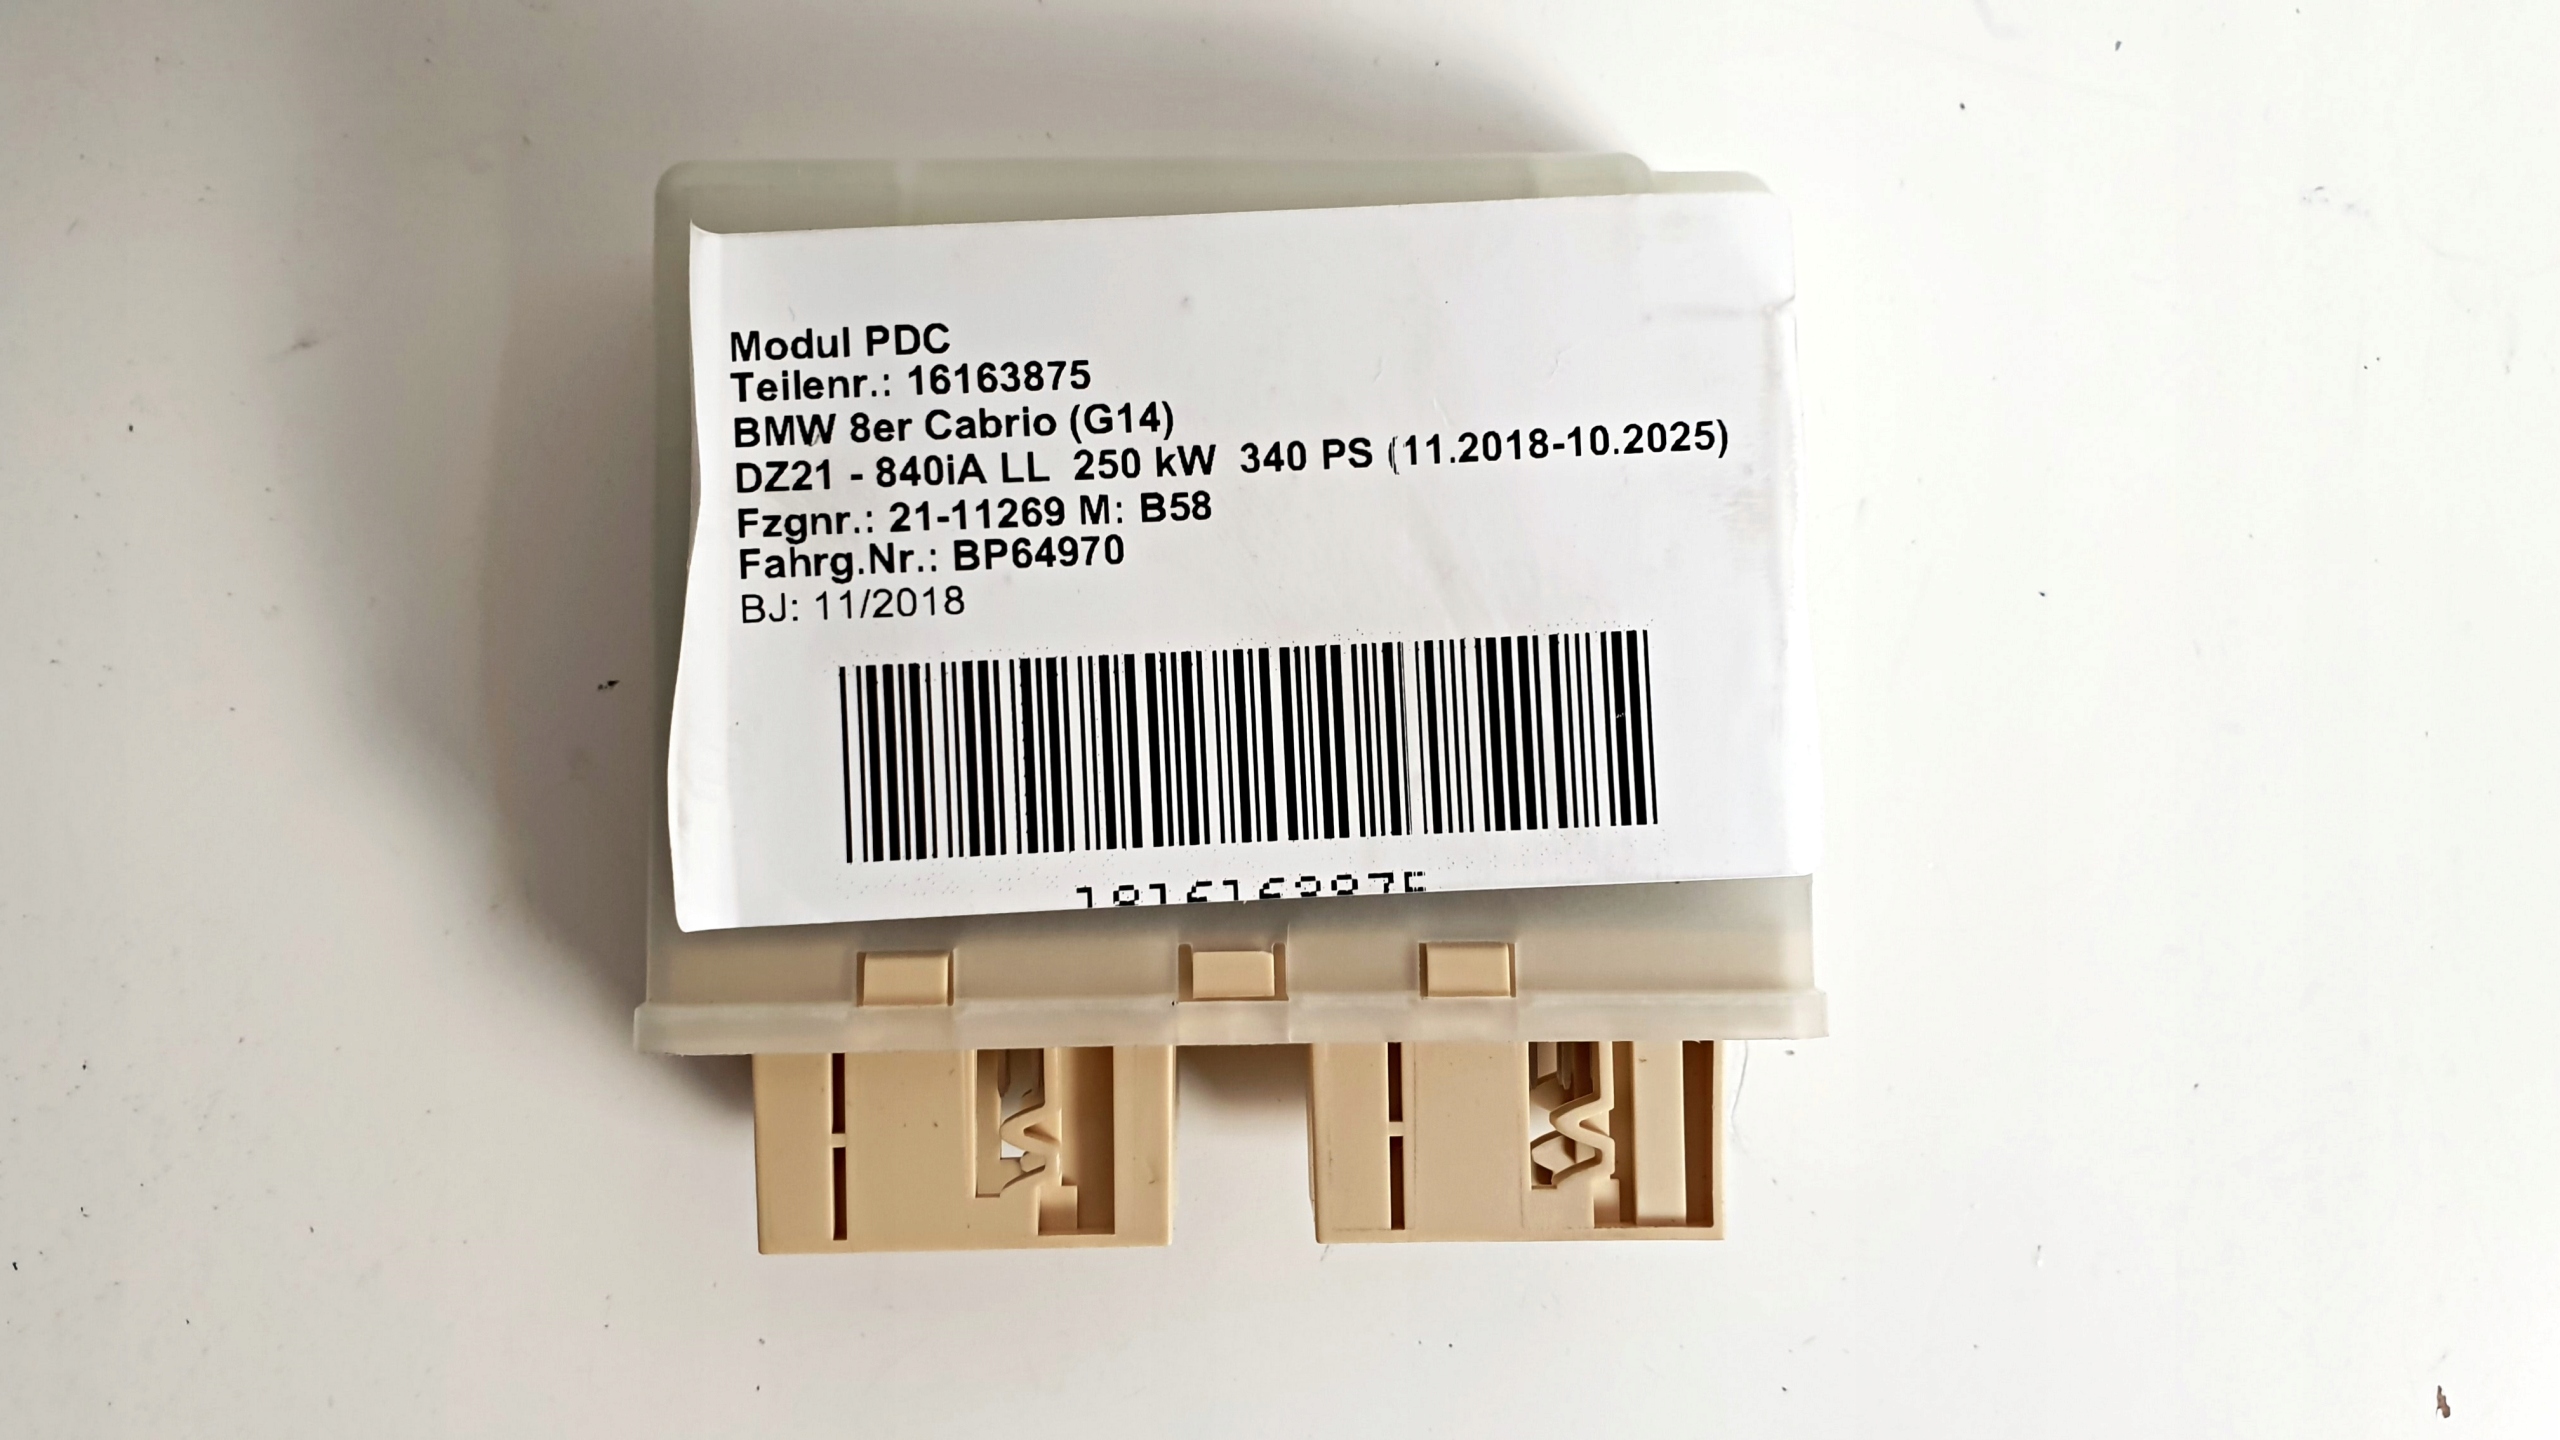 Modul PDC
Teilenr.: 16163875
BMW 8er Cabrio (G14)
DZ21 - 840iA LL 250 kW 340 PS (11.2018-10.2025)
Fzgnr.: 21-11269 M: B58
Fahrg.Nr.: BP64970
BJ: 11/2018